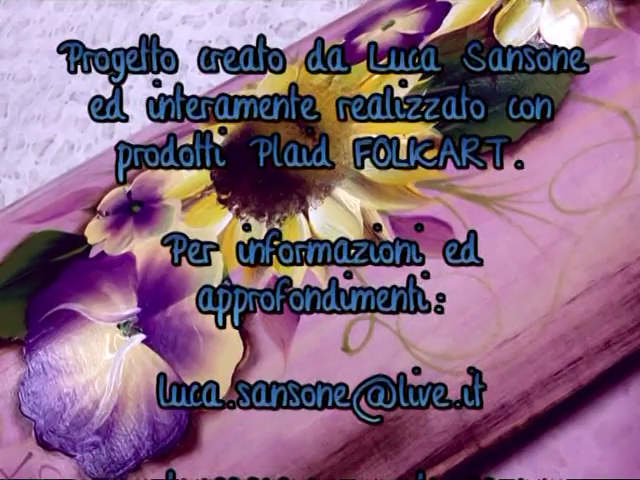 Progetto creato da Luca Sansone
ed interamente realizzato con
prodotti Plaid FOLKART.
Per informazioni ed
approfondimenti:
luca.sansone@live.it